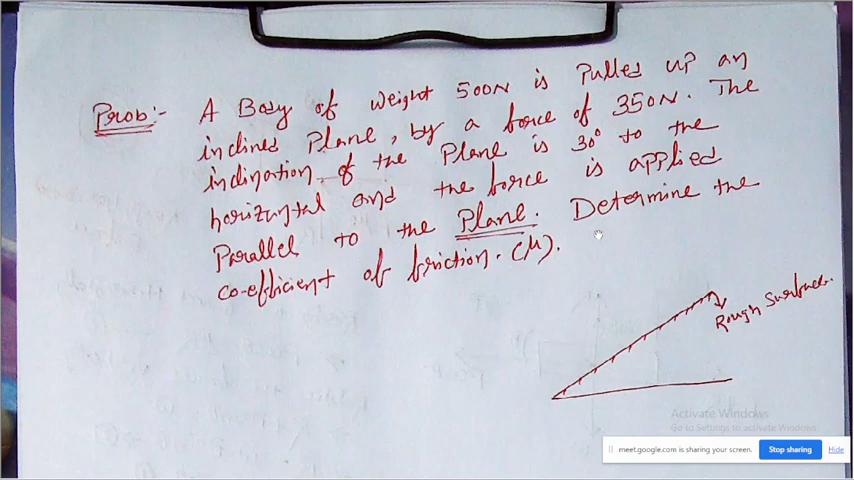 Prob:- A Body of weight 500N is Pulled up an
inclined Plane, by a force of 350N. The
inclination of the Plane is 30° to the
horizontal and the force is applied
Parallel to the Plane. Determine the
co-efficient of friction. (μ).
Rough Surface.
Activate Windows
Go to Settings to activate Windows.
meet.google.com is sharing your screen.
Stop sharing
Hide